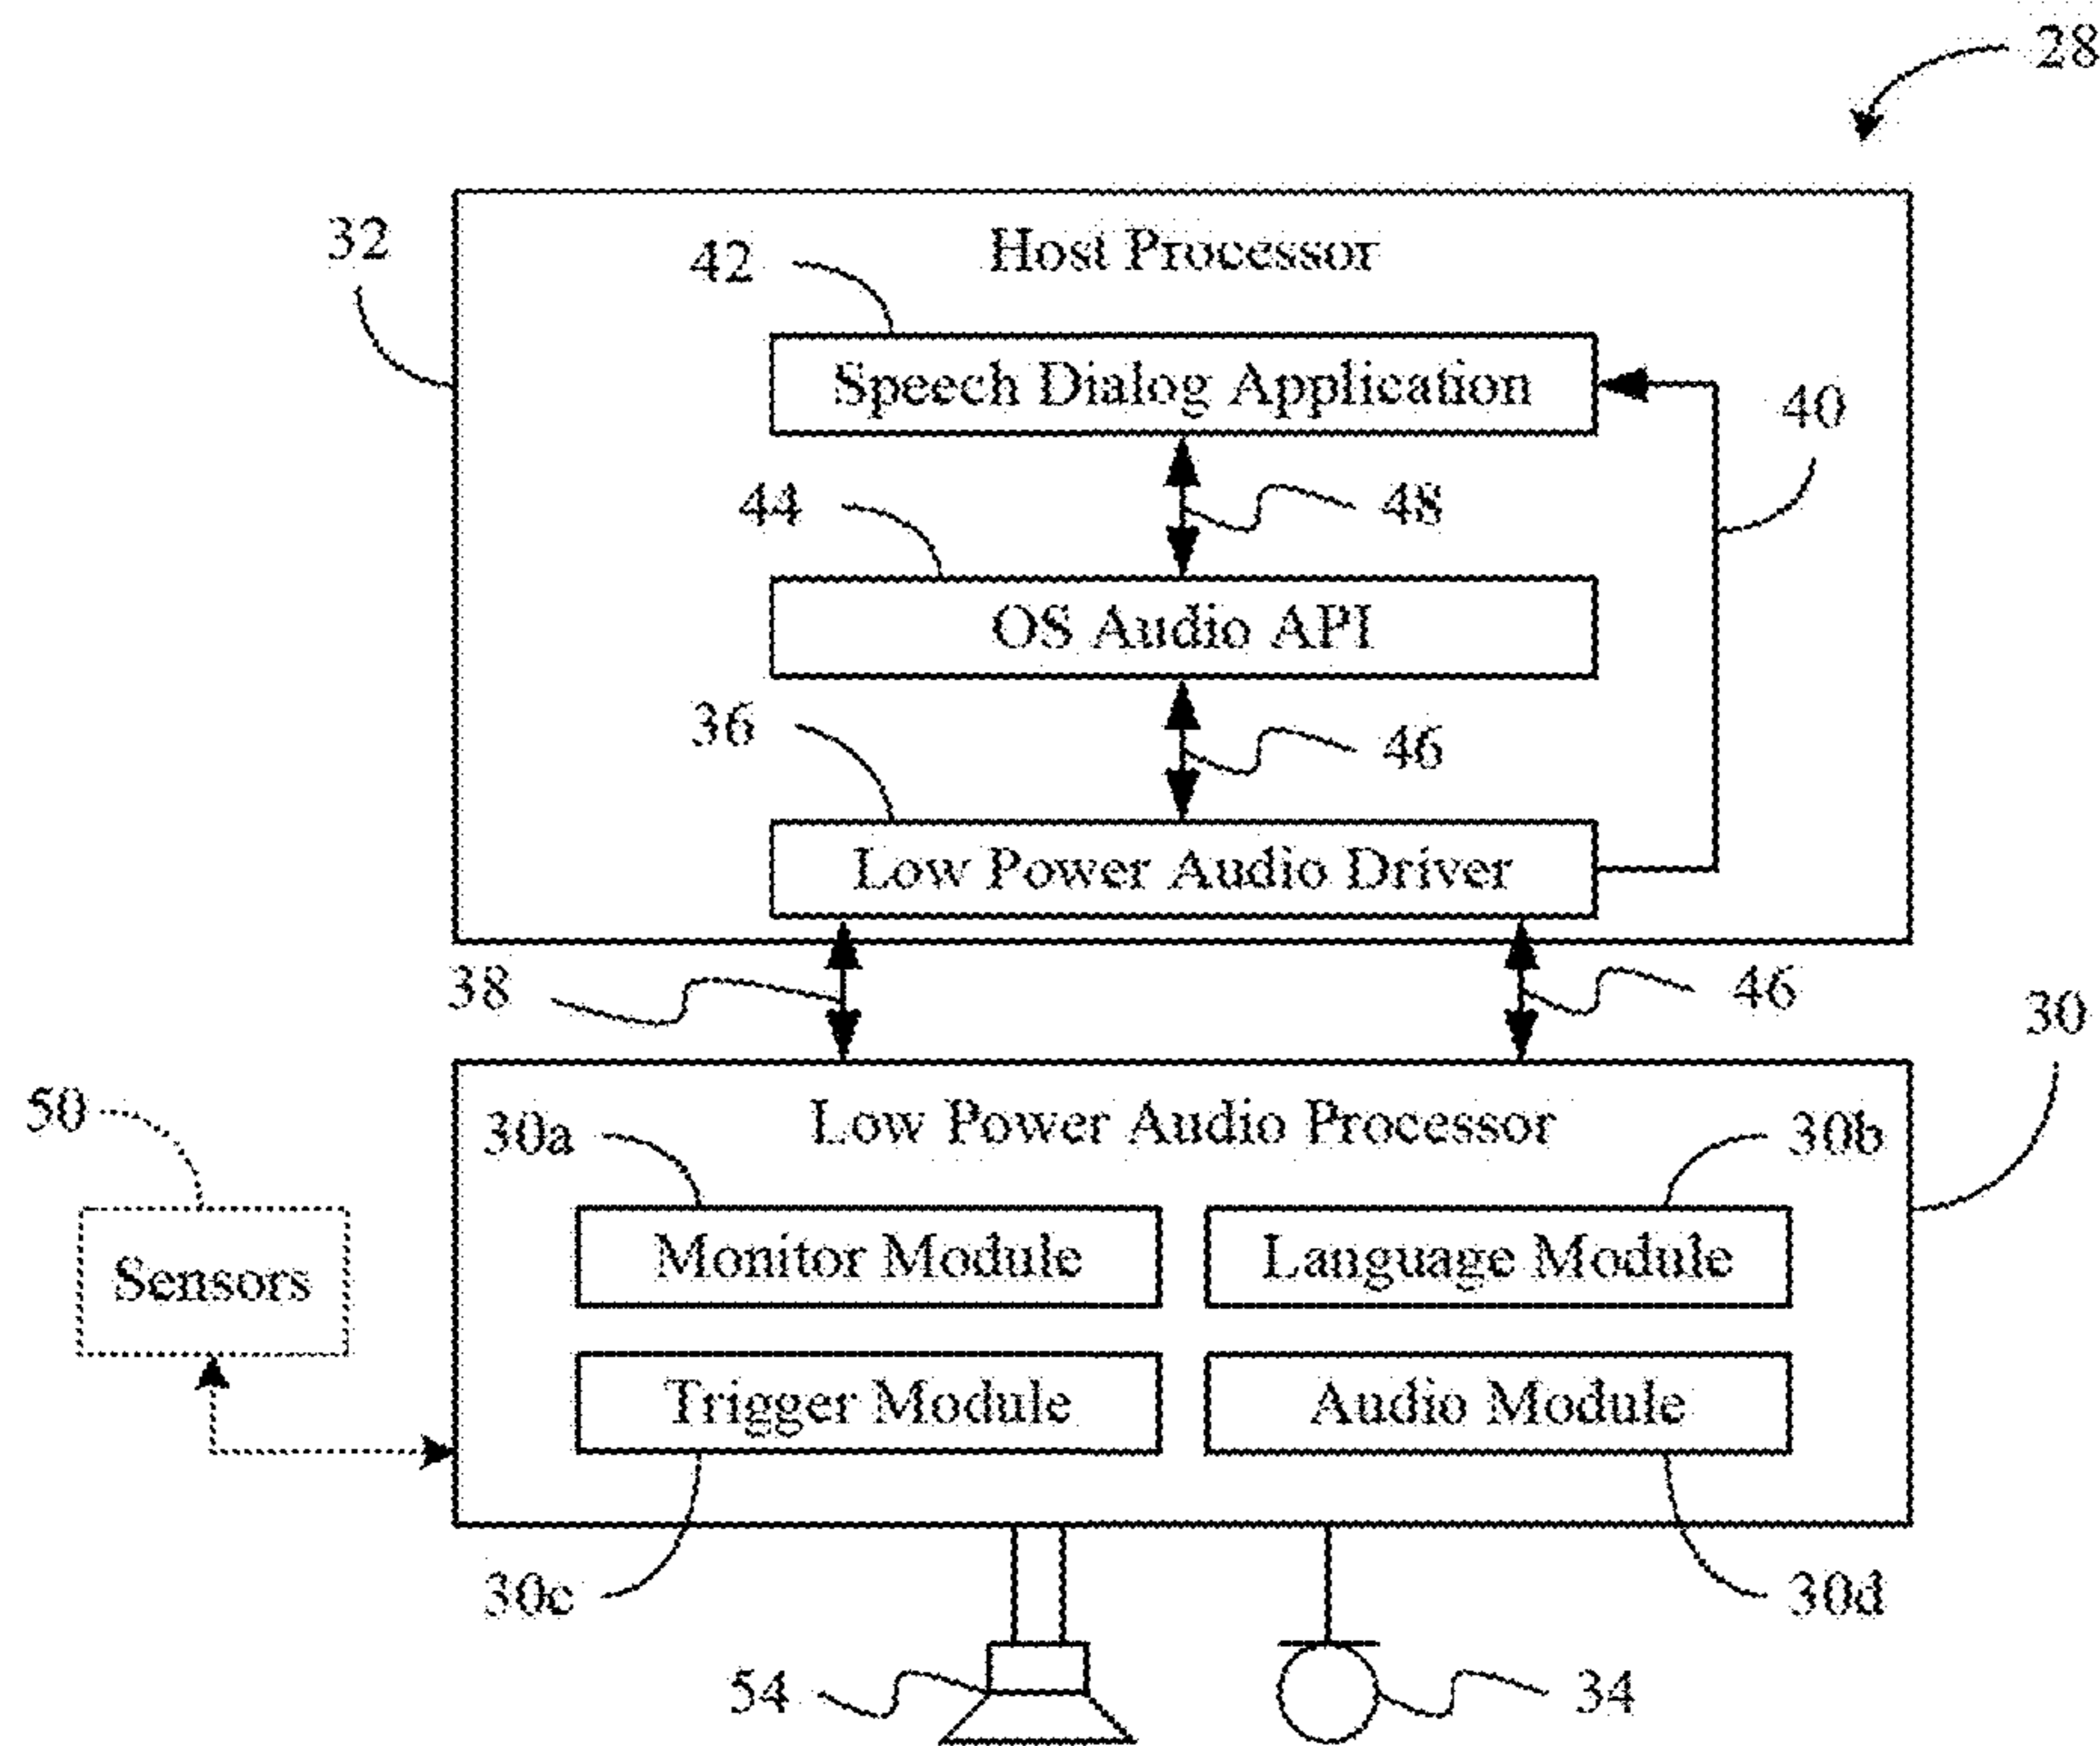 28
32
Host Processor
42
Speech Dialog Application
40
44
48
OS Audio API
36
46
Low Power Audio Driver
38
46
30
50
Low Power Audio Processor
30a
30b
Monitor Module
Language Module
Sensors
Trigger Module
Audio Module
30c
30d
54
34